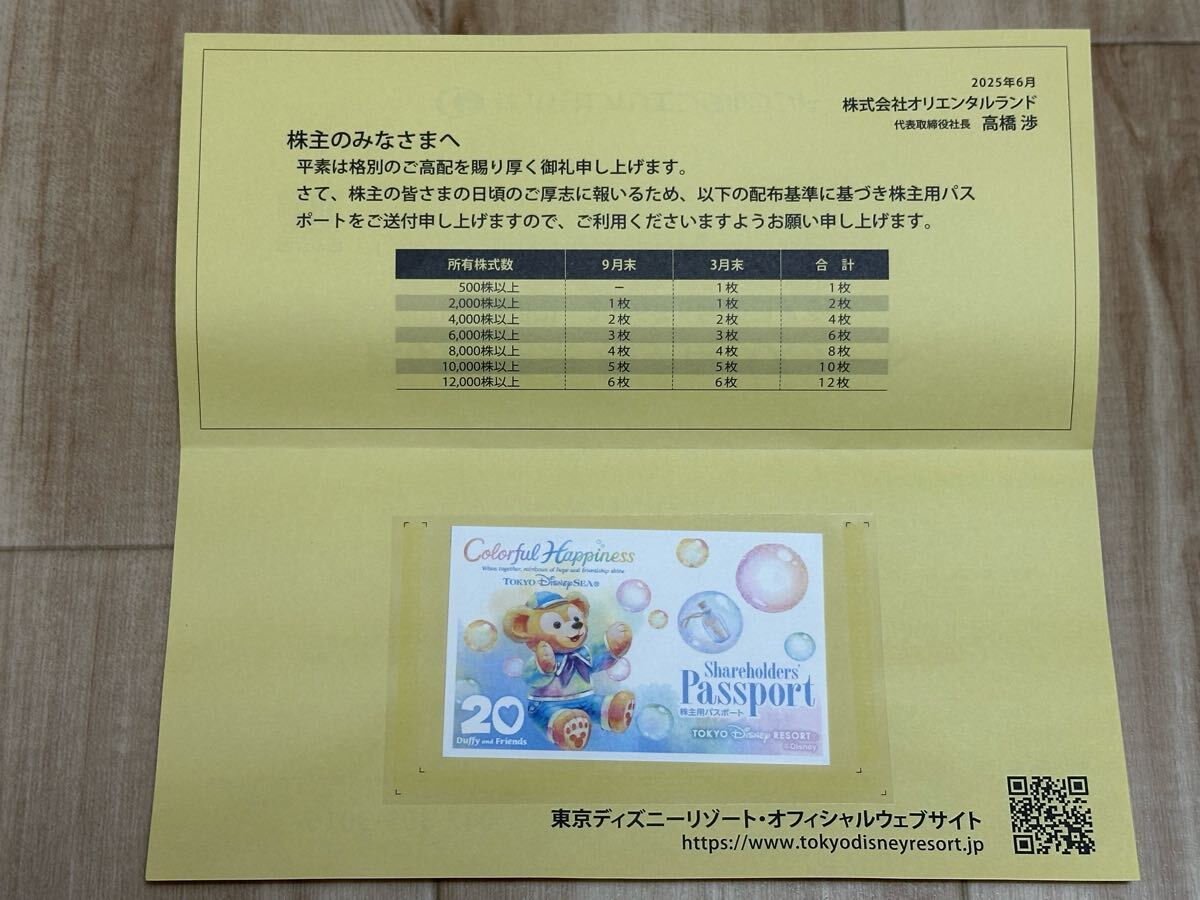 2025年6月
株式会社オリエンタルランド
代表取締役社長 高橋 渉
株主のみなさまへ
平素は格別のご高配を賜り厚く御礼申し上げます。
さて、株主の皆さまの日頃のご厚志に報いるため、以下の配布基準に基づき株主用パス
ポートをご送付申し上げますので、ご利用くださいますようお願い申し上げます。
所有株式数 9月末 3月末 合 計
500株以上 − 1枚 1枚
2,000株以上 1枚 1枚 2枚
4,000株以上 2枚 2枚 4枚
6,000株以上 3枚 3枚 6枚
8,000株以上 4枚 4枚 8枚
10,000株以上 5枚 5枚 10枚
12,000株以上 6枚 6枚 12枚
Colorful Happiness
When together, rainbows of hope and friendship shine
TOKYO DisneySEA®
20
Duffy and Friends
Shareholders'
Passport
株主用パスポート
TOKYO Disney RESORT
©Disney
東京ディズニーリゾート・オフィシャルウェブサイト
https://www.tokyodisneyresort.jp